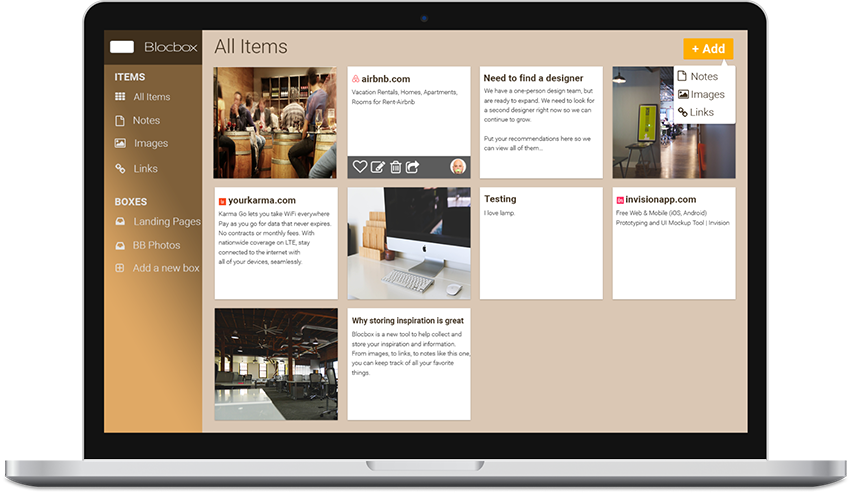 Blocbox
All Items
+ Add
Notes
Images
Links
ITEMS
All Items
Notes
Images
Links
BOXES
Landing Pages
BB Photos
Add a new box
airbnb.com
Vacation Rentals, Homes, Apartments,
Rooms for Rent-Airbnb
Need to find a designer
We have a one-person design team, but
are ready to expand. We need to look for
a second designer right now so we can
continue to grow.
Put your recommendations here so we
can view all of them...
yourkarma.com
Karma Go lets you take WiFi everywhere
Pay as you go for data that never expires.
No contracts or monthly fees. With
nationwide coverage on LTE, stay
connected to the internet with
all of your devices, seamlessly.
Testing
I love lamp.
invisionapp.com
Free Web & Mobile (iOS, Android)
Prototyping and UI Mockup Tool | Invision
Why storing inspiration is great
Blocbox is a new tool to help collect and
store your inspiration and information.
From images, to links, to notes like this one,
you can keep track of all your favorite
things.